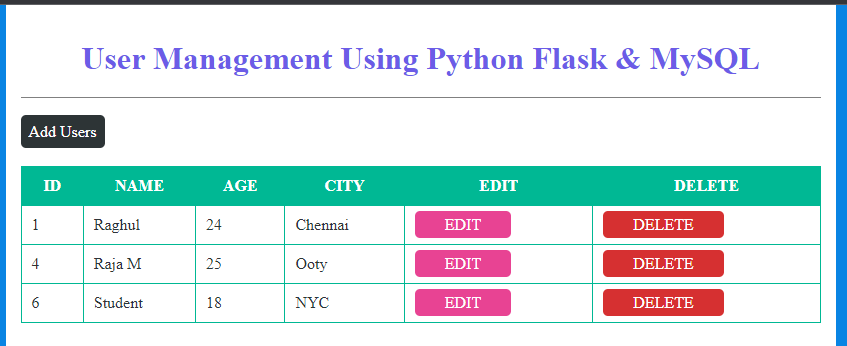 User Management Using Python Flask & MySQL
Add Users
ID NAME AGE CITY EDIT DELETE
1 Raghul 24 Chennai EDIT DELETE
4 Raja M 25 Ooty EDIT DELETE
6 Student 18 NYC EDIT DELETE